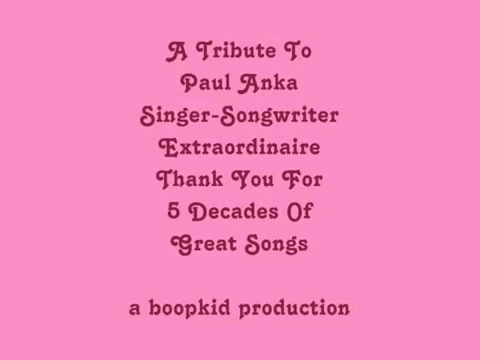 A Tribute To
Paul Anka
Singer-Songwriter
Extraordinaire
Thank You For
5 Decades Of
Great Songs
a boopkid production